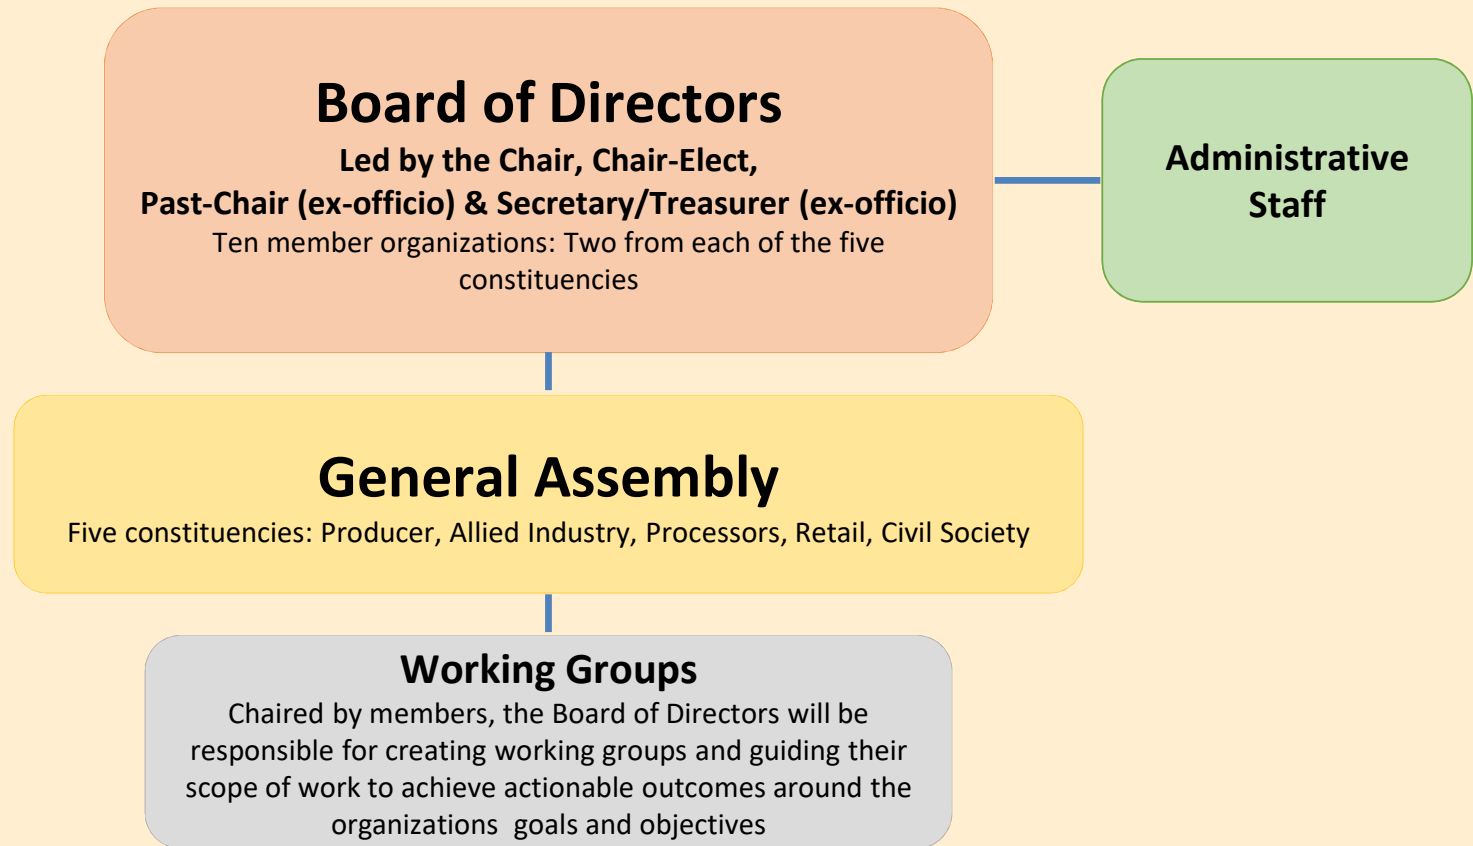 Board of Directors
Led by the Chair, Chair-Elect,
Past-Chair (ex-officio) & Secretary/Treasurer (ex-officio)
Ten member organizations: Two from each of the five
constituencies
Administrative
Staff
General Assembly
Five constituencies: Producer, Allied Industry, Processors, Retail, Civil Society
Working Groups
Chaired by members, the Board of Directors will be
responsible for creating working groups and guiding their
scope of work to achieve actionable outcomes around the
organizations  goals and objectives